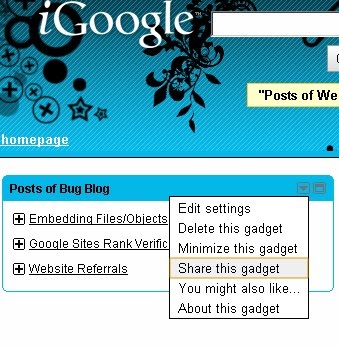 iGoogle™
"Posts of We
homepage
Posts of Bug Blog
Embedding Files/Objects
Google Sites Rank Verific
Website Referrals
Edit settings
Delete this gadget
Minimize this gadget
Share this gadget
You might also like...
About this gadget